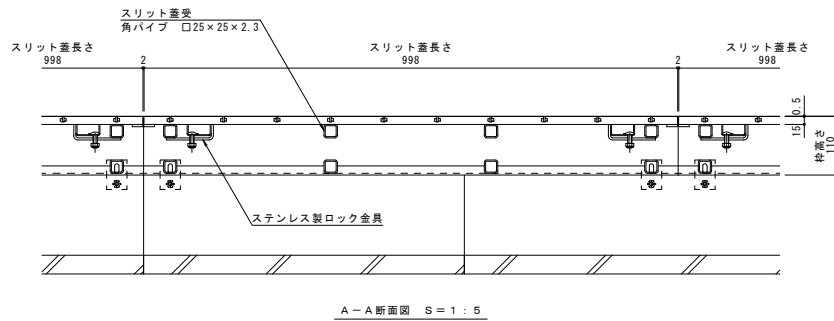 スリット蓋受
角パイプ □25×25×2.3
スリット蓋長さ
998
2
スリット蓋長さ
998
2
スリット蓋長さ
998
0.5
15
枠高さ
110
ステンレス製ロック金具
A－A断面図 S＝1：5